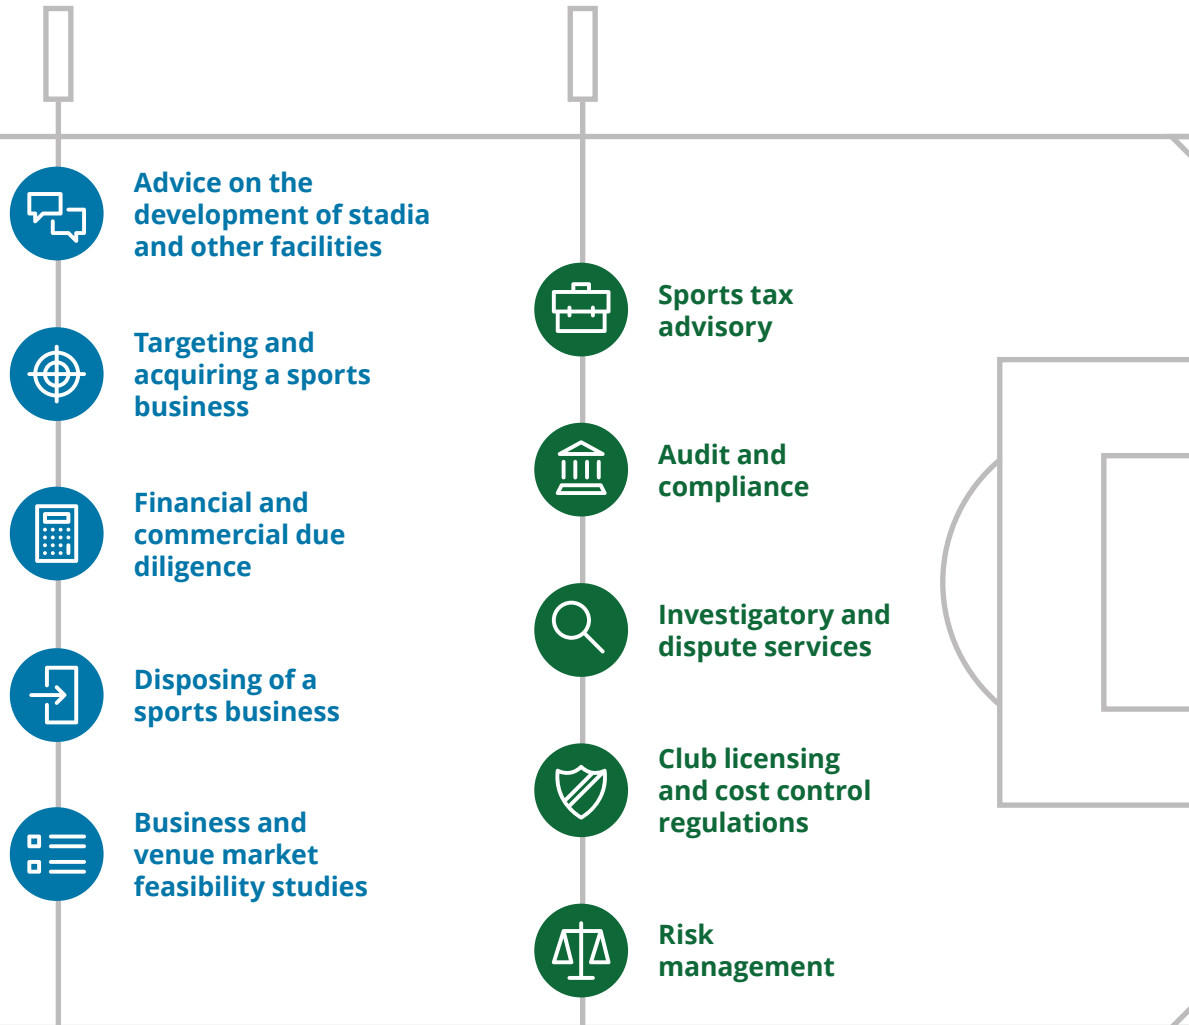 Advice on the
development of stadia
and other facilities
Targeting and
acquiring a sports
business
Financial and
commercial due
diligence
Disposing of a
sports business
Business and
venue market
feasibility studies
Sports tax
advisory
Audit and
compliance
Investigatory and
dispute services
Club licensing
and cost control
regulations
Risk
management